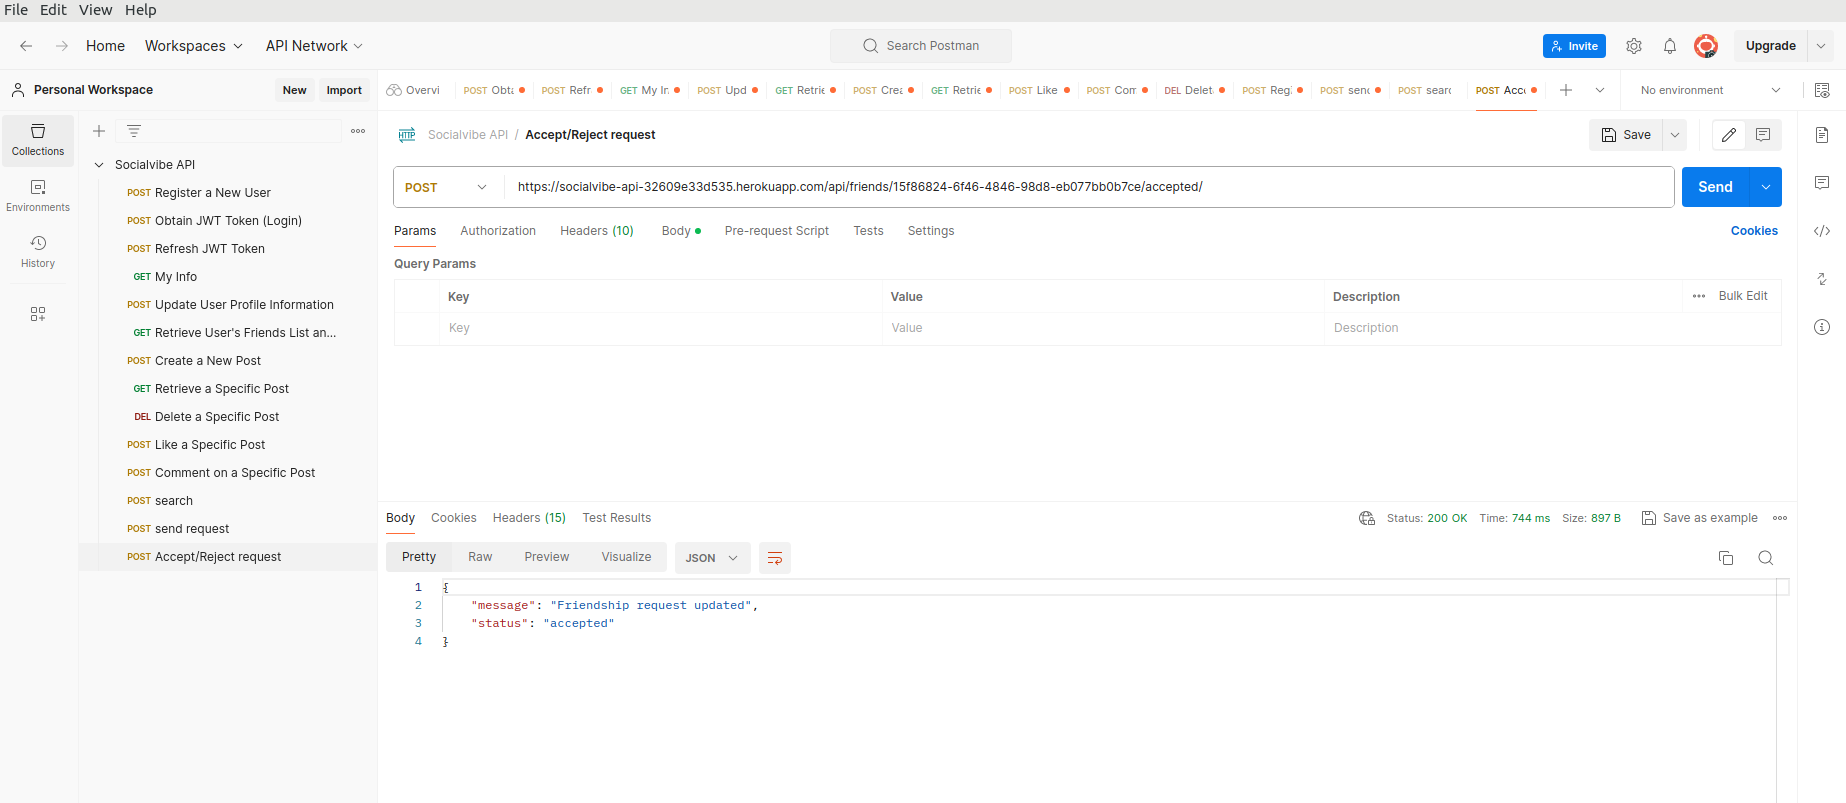 File Edit View Help
Home Workspaces API Network Search Postman Invite Upgrade
Personal Workspace New Import
Overvi POST Obta POST Refr GET My In POST Upd GET Retrie POST Crea GET Retrie POST Like POST Com DEL Delet POST Regi POST send POST searc POST Acc No environment
Collections
Environments
History
Socialvibe API
POST Register a New User
POST Obtain JWT Token (Login)
POST Refresh JWT Token
GET My Info
POST Update User Profile Information
GET Retrieve User's Friends List an...
POST Create a New Post
GET Retrieve a Specific Post
DEL Delete a Specific Post
POST Like a Specific Post
POST Comment on a Specific Post
POST search
POST send request
POST Accept/Reject request
HTTP Socialvibe API / Accept/Reject request Save
POST https://socialvibe-api-32609e33d535.herokuapp.com/api/friends/15f86824-6f46-4846-98d8-eb077bb0b7ce/accepted/ Send
Params Authorization Headers (10) Body Pre-request Script Tests Settings Cookies
Query Params
Key Value Description Bulk Edit
Key Value Description
Body Cookies Headers (15) Test Results Status: 200 OK Time: 744 ms Size: 897 B Save as example
Pretty Raw Preview Visualize JSON
1 {
2 "message": "Friendship request updated",
3 "status": "accepted"
4 }